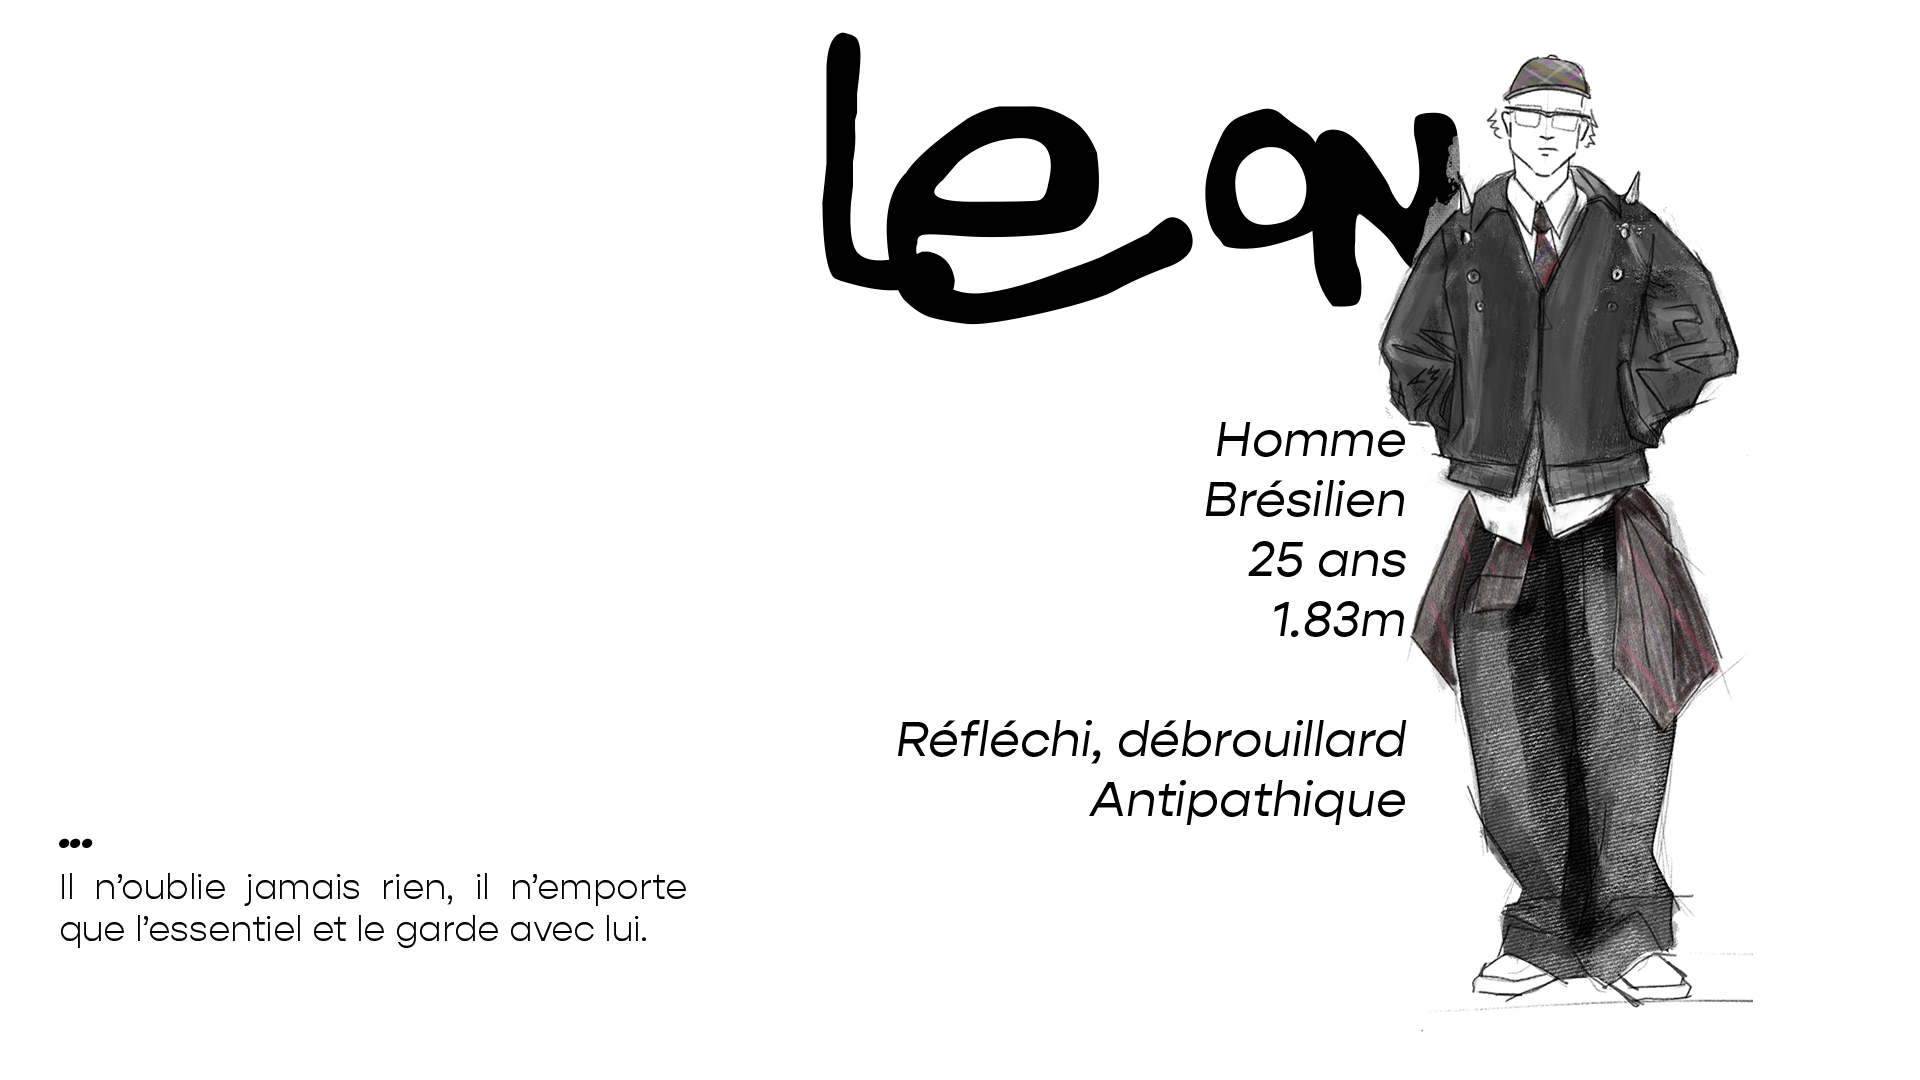 Leon
Homme
Brésilien
25 ans
1.83m
Réfléchi, débrouillard
Antipathique
...
Il n’oublie jamais rien, il n’emporte
que l’essentiel et le garde avec lui.